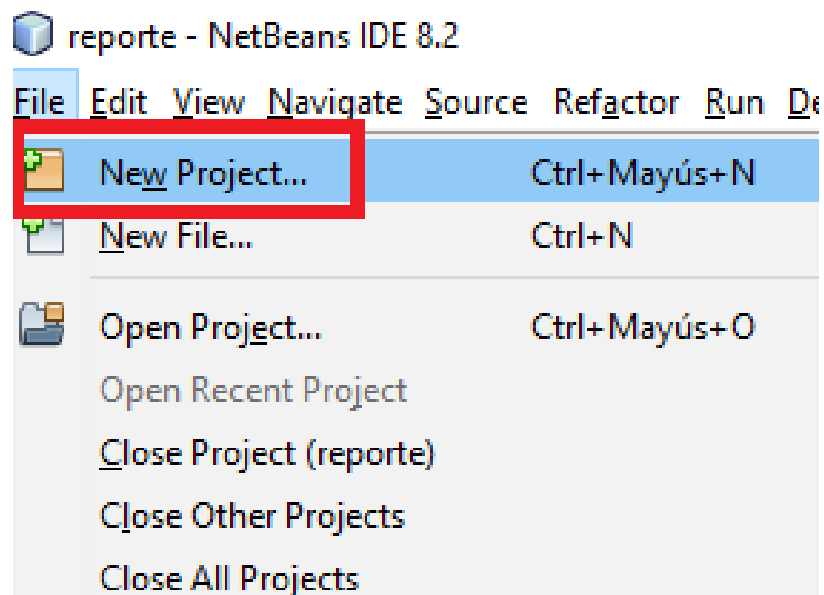 reporte - NetBeans IDE 8.2
File Edit View Navigate Source Refactor Run De
New Project... Ctrl+Mayús+N
New File... Ctrl+N
Open Project... Ctrl+Mayús+O
Open Recent Project
Close Project (reporte)
Close Other Projects
Close All Projects